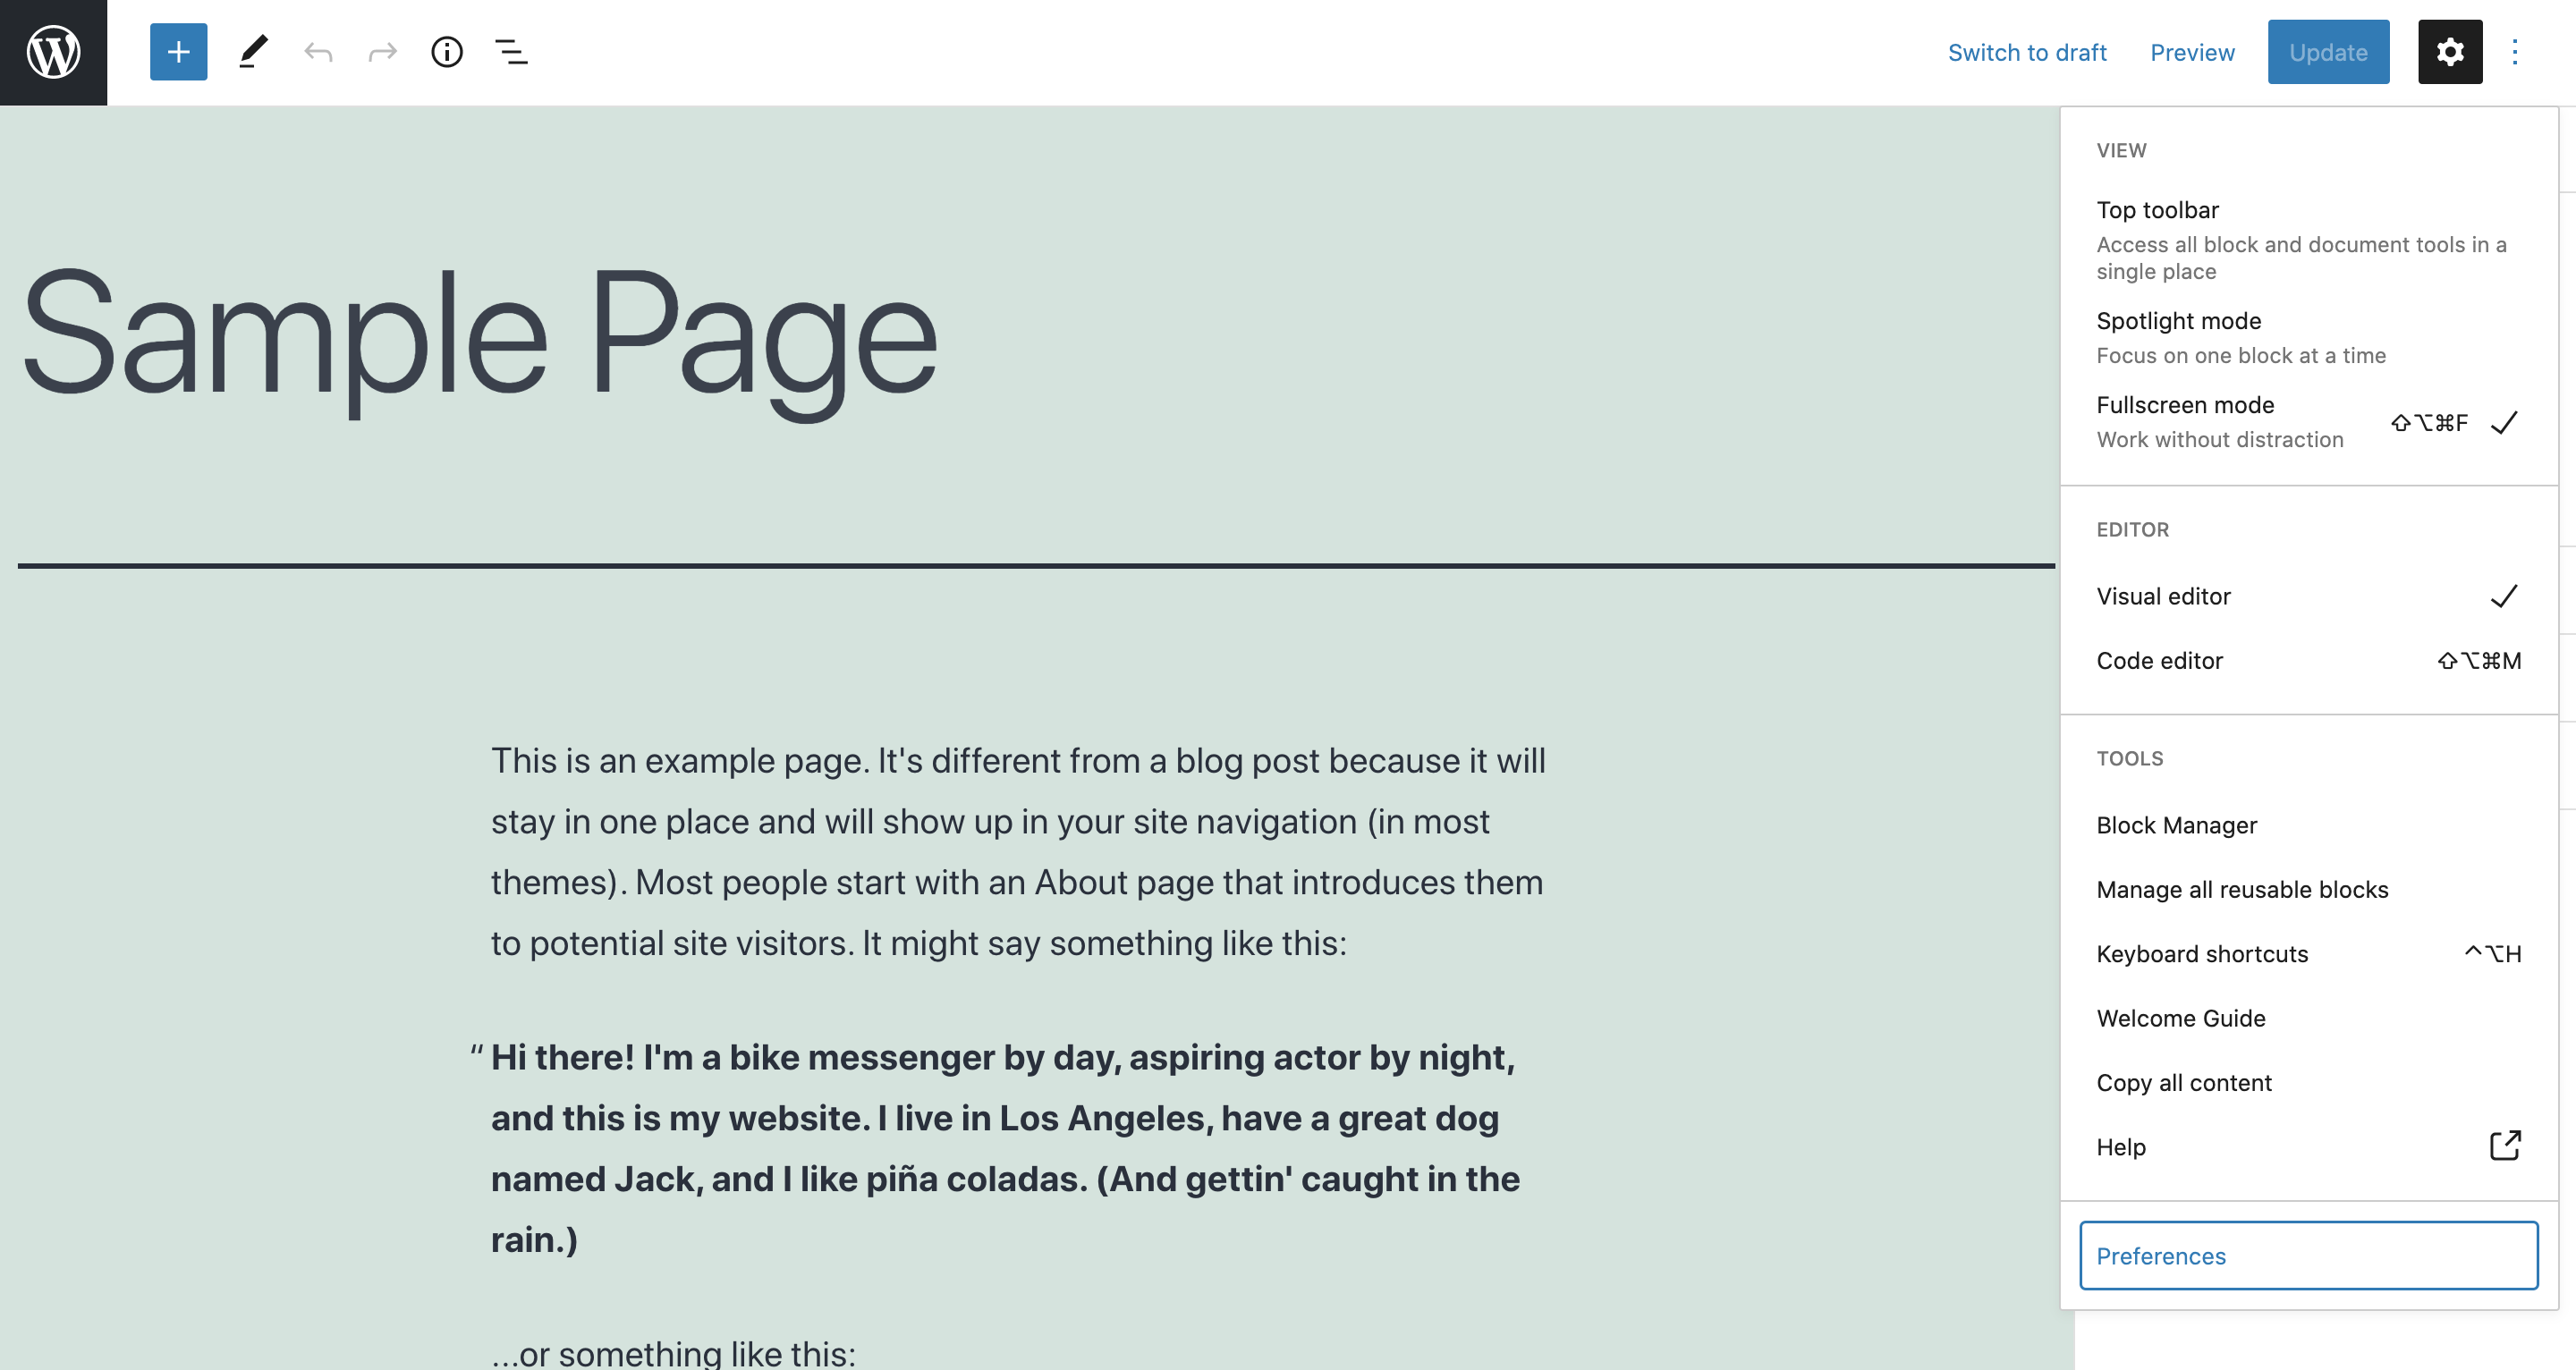 Switch to draft Preview Update
Sample Page
This is an example page. It's different from a blog post because it will
stay in one place and will show up in your site navigation (in most
themes). Most people start with an About page that introduces them
to potential site visitors. It might say something like this:
“ Hi there! I'm a bike messenger by day, aspiring actor by night,
and this is my website. I live in Los Angeles, have a great dog
named Jack, and I like piña coladas. (And gettin' caught in the
rain.)
...or something like this:
VIEW
Top toolbar
Access all block and document tools in a
single place
Spotlight mode
Focus on one block at a time
Fullscreen mode
Work without distraction
⇧⌥⌘F
EDITOR
Visual editor
Code editor ⇧⌥⌘M
TOOLS
Block Manager
Manage all reusable blocks
Keyboard shortcuts ^⌥H
Welcome Guide
Copy all content
Help
Preferences